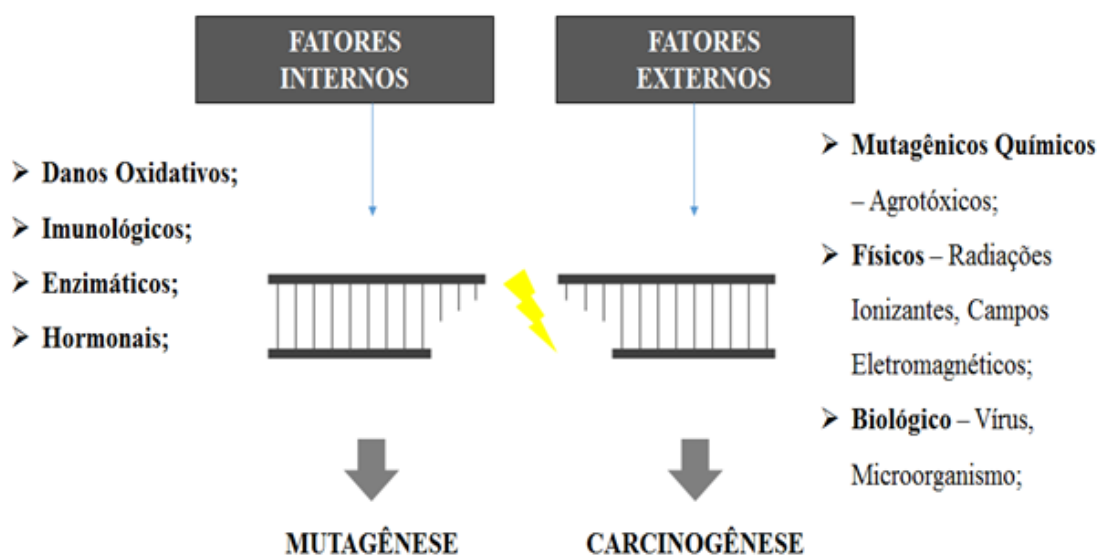 FATORES
INTERNOS
FATORES
EXTERNOS
➢ Danos Oxidativos;
➢ Imunológicos;
➢ Enzimáticos;
➢ Hormonais;
➢ Mutagênicos Químicos
– Agrotóxicos;
➢ Físicos – Radiações
Ionizantes, Campos
Eletromagnéticos;
➢ Biológico – Vírus,
Microorganismo;
MUTAGÊNESE
CARCINOGÊNESE